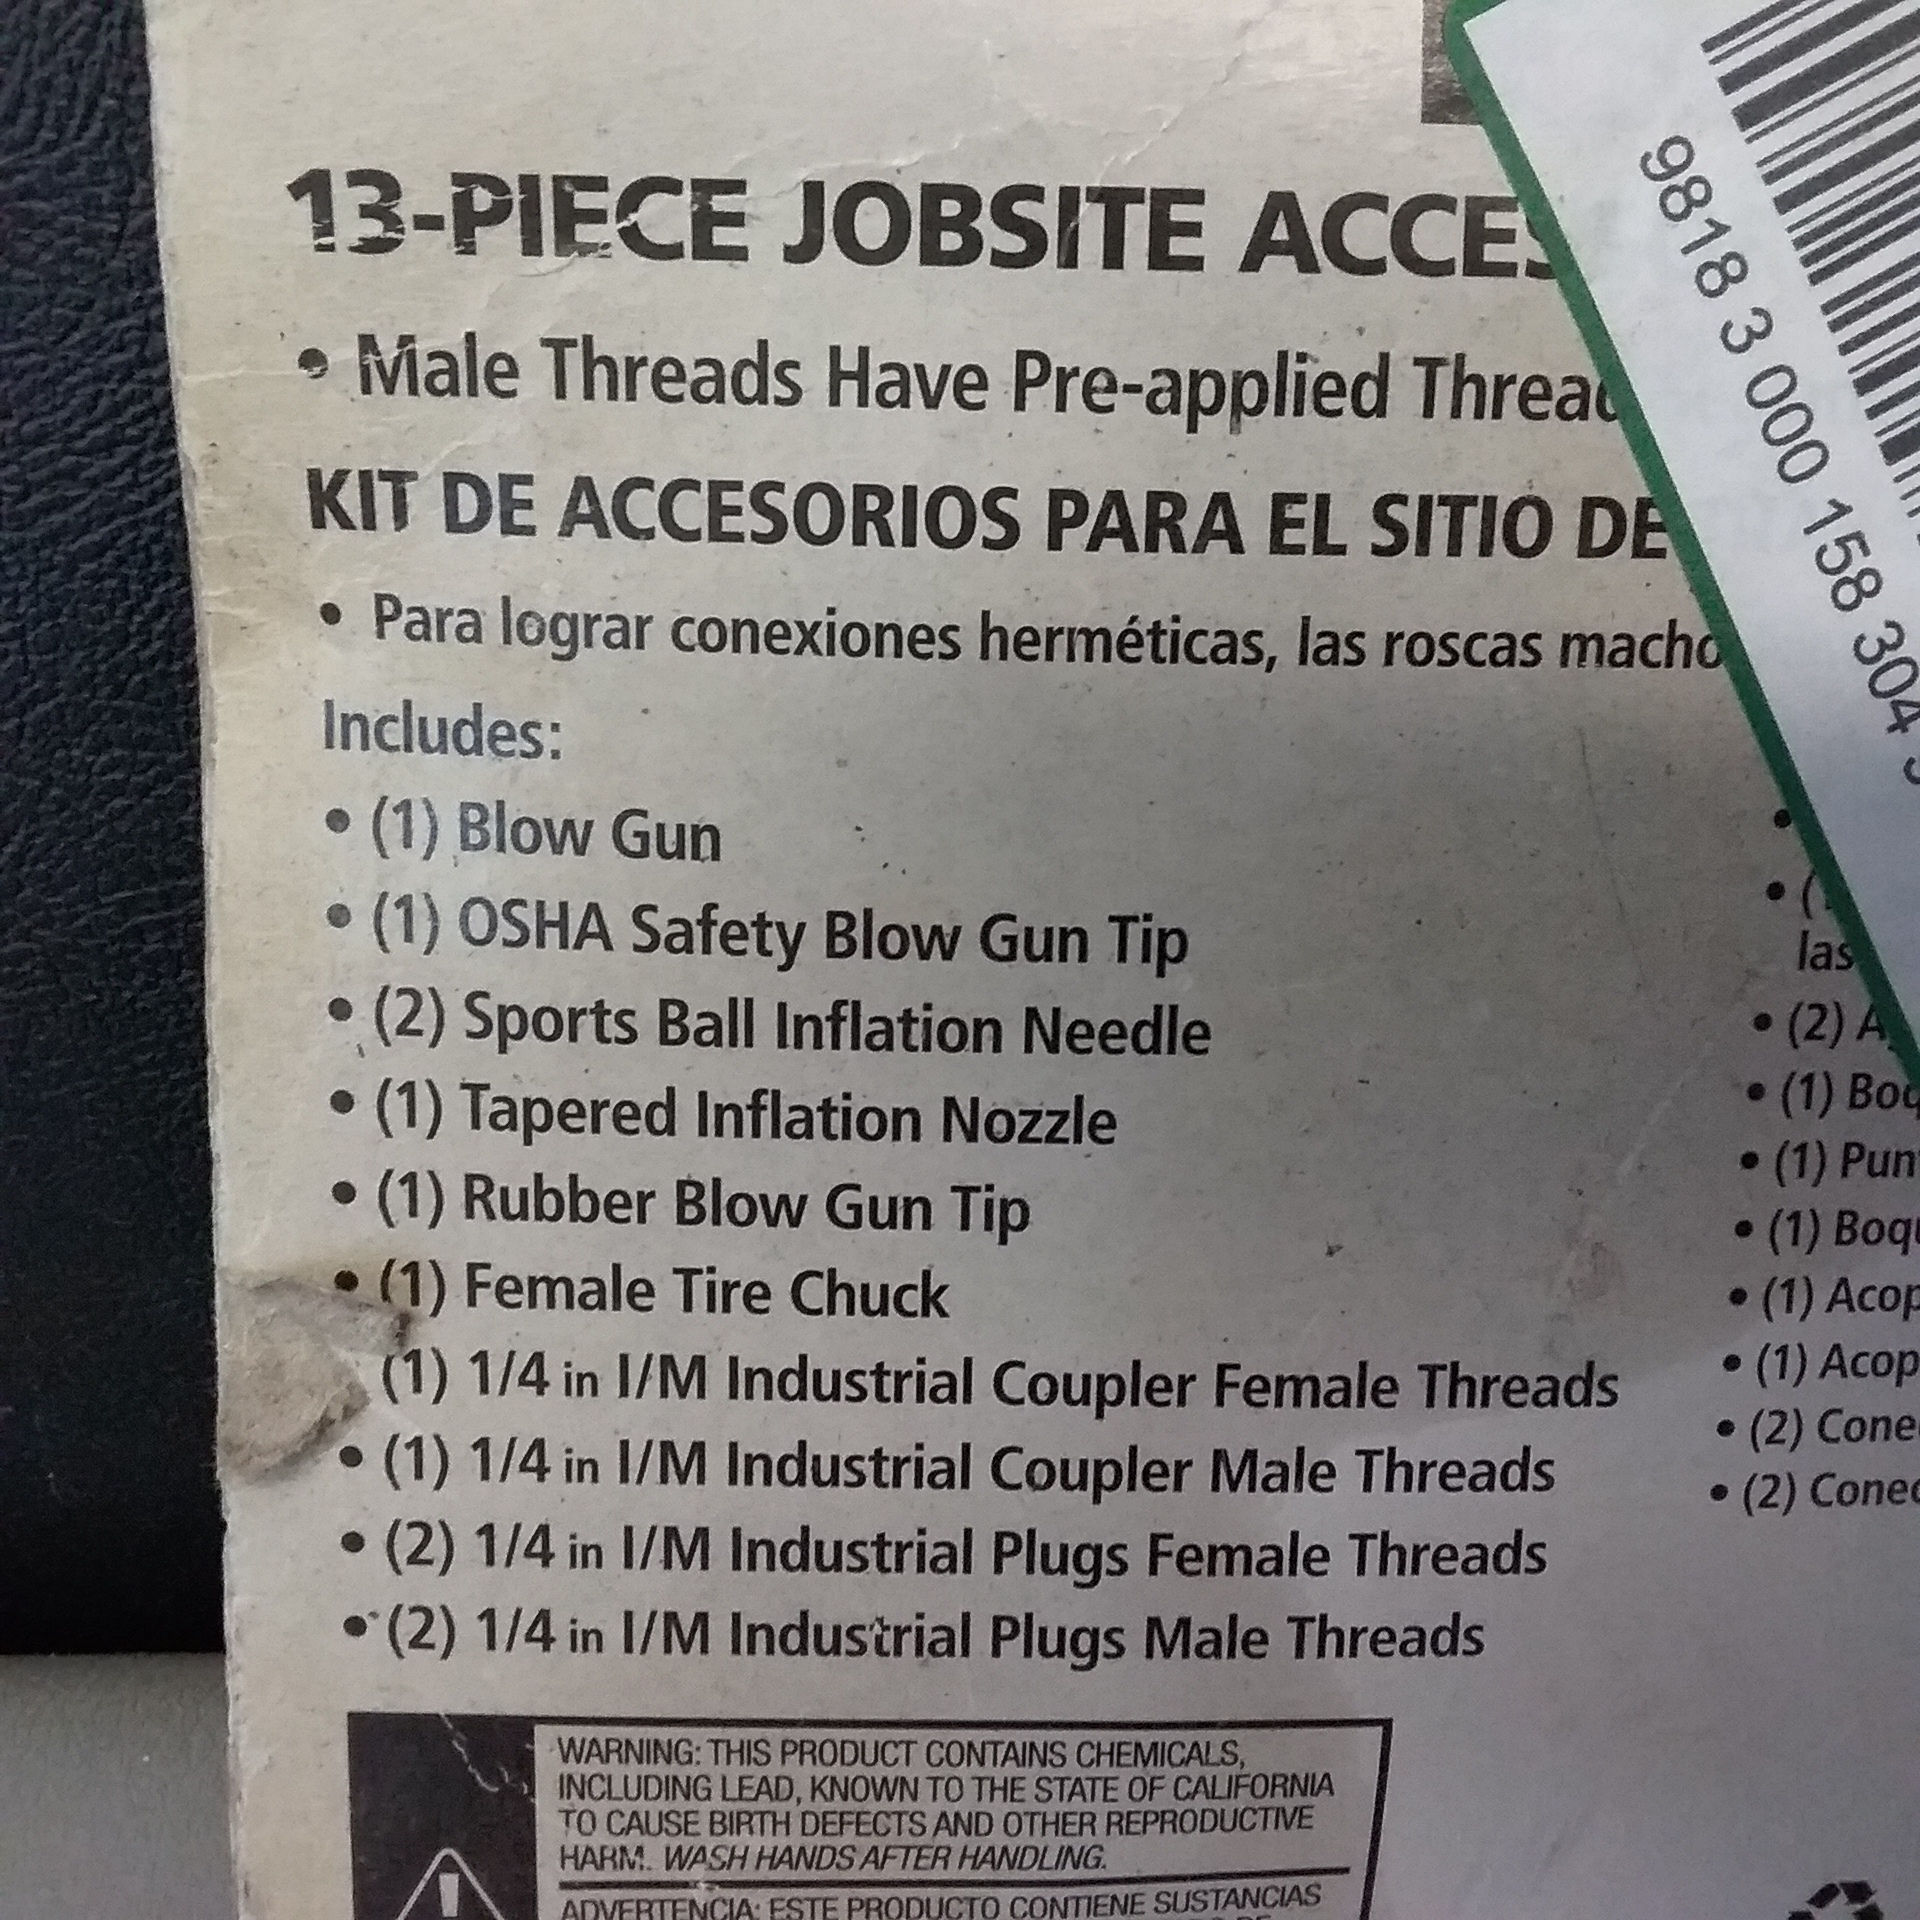 13-PIECE JOBSITE
• Male Threads Have Pre-applied
KIT DE ACCESORIOS PARA EL SITIO DE
• Para lograr conexiones herméticas, las roscas
Includes:
• (1) Blow Gun
• (1) OSHA Safety Blow Gun Tip
• (2) Sports Ball Inflation Needle
• (1) Tapered Inflation Nozzle
• (1) Rubber Blow Gun Tip
• (1) Female Tire Chuck
(1) 1/4 in I/M Industrial Coupler Female Threads
• (1) 1/4 in I/M Industrial Coupler Male Threads
• (2) 1/4 in I/M Industrial Plugs Female Threads
• (2) 1/4 in I/M Industrial Plugs Male Threads
las
• (2)
• (1)
• (1)
• (1)
• (1)
• (1)
• (2)
• (2)
9818 3 000 158 304
WARNING: THIS PRODUCT CONTAINS CHEMICALS,
INCLUDING LEAD, KNOWN TO THE STATE OF CALIFORNIA
TO CAUSE BIRTH DEFECTS AND OTHER REPRODUCTIVE
HARM. WASH HANDS AFTER HANDLING.
ADVERTENCIA: ESTE PRODUCTO CONTIENE SUSTANCIAS